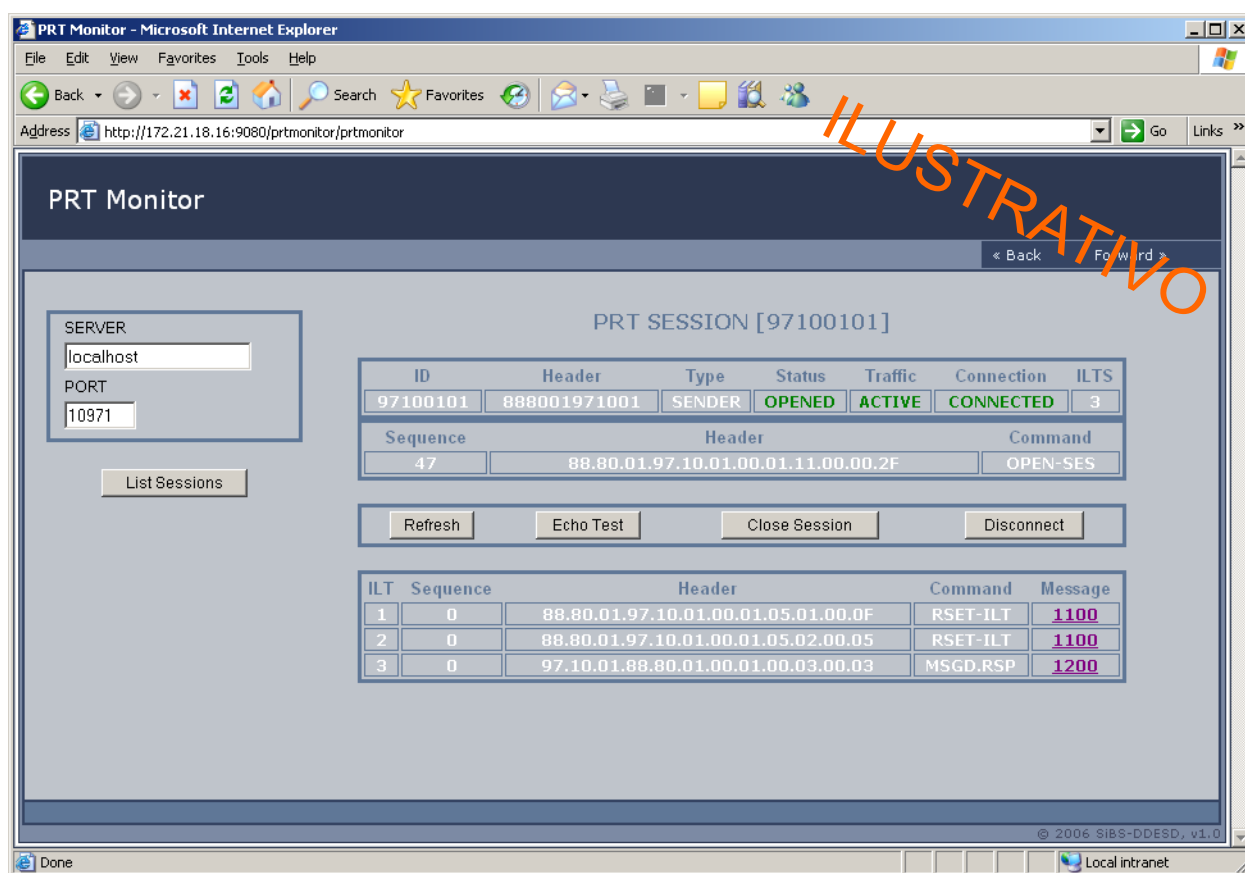 PRT Monitor - Microsoft Internet Explorer
File Edit View Favorites Tools Help
Back Search Favorites
Address http://172.21.18.16:9080/prtmonitor/prtmonitor Go Links »
ILUSTRATIVO
PRT Monitor
« Back Forward »
SERVER
localhost
PORT
10971
List Sessions
PRT SESSION [97100101]
ID Header Type Status Traffic Connection ILTS
97100101 888001971001 SENDER OPENED ACTIVE CONNECTED 3
Sequence Header Command
47 88.80.01.97.10.01.00.01.11.00.00.2F OPEN-SES
Refresh Echo Test Close Session Disconnect
ILT Sequence Header Command Message
1 0 88.80.01.97.10.01.00.01.05.01.00.0F RSET-ILT 1100
2 0 88.80.01.97.10.01.00.01.05.02.00.05 RSET-ILT 1100
3 0 97.10.01.88.80.01.00.01.00.03.00.03 MSGD.RSP 1200
© 2006 SIBS-DDESD, v1.0
Done Local intranet